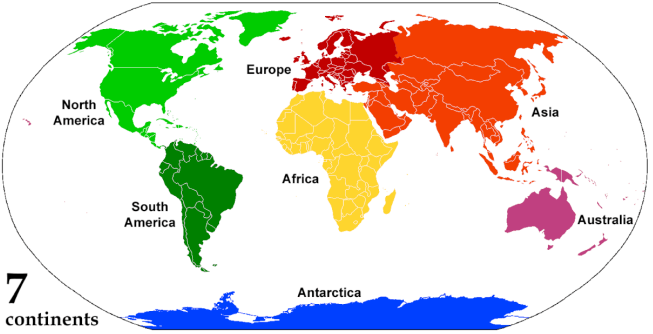 Europe
North
America
Asia
Africa
South
America
Australia
Antarctica
7
continents